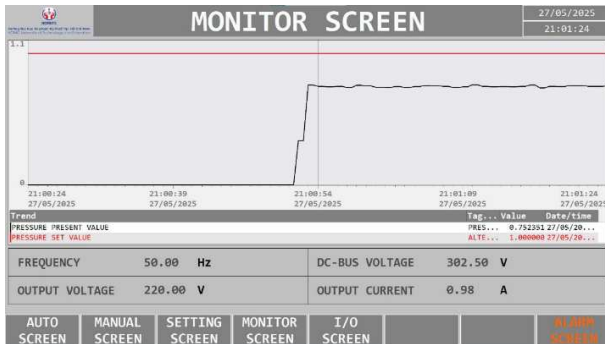 MONITOR SCREEN
27/05/2025
21:01:24
1.1
0
21:00:24 21:00:39 21:00:54 21:01:09 21:01:24
27/05/2025 27/05/2025 27/05/2025 27/05/2025 27/05/202
Trend Tag... Value Date/time
PRESSURE PRESENT VALUE PRES... 0.752351 27/05/20...
PRESSURE SET VALUE ALTE... 1.000000 27/05/20...
FREQUENCY 50.00 Hz DC-BUS VOLTAGE 302.50 V
OUTPUT VOLTAGE 220.00 V OUTPUT CURRENT 0.98 A
AUTO SCREEN
MANUAL SCREEN
SETTING SCREEN
MONITOR SCREEN
I/O SCREEN
ALARM SCREEN